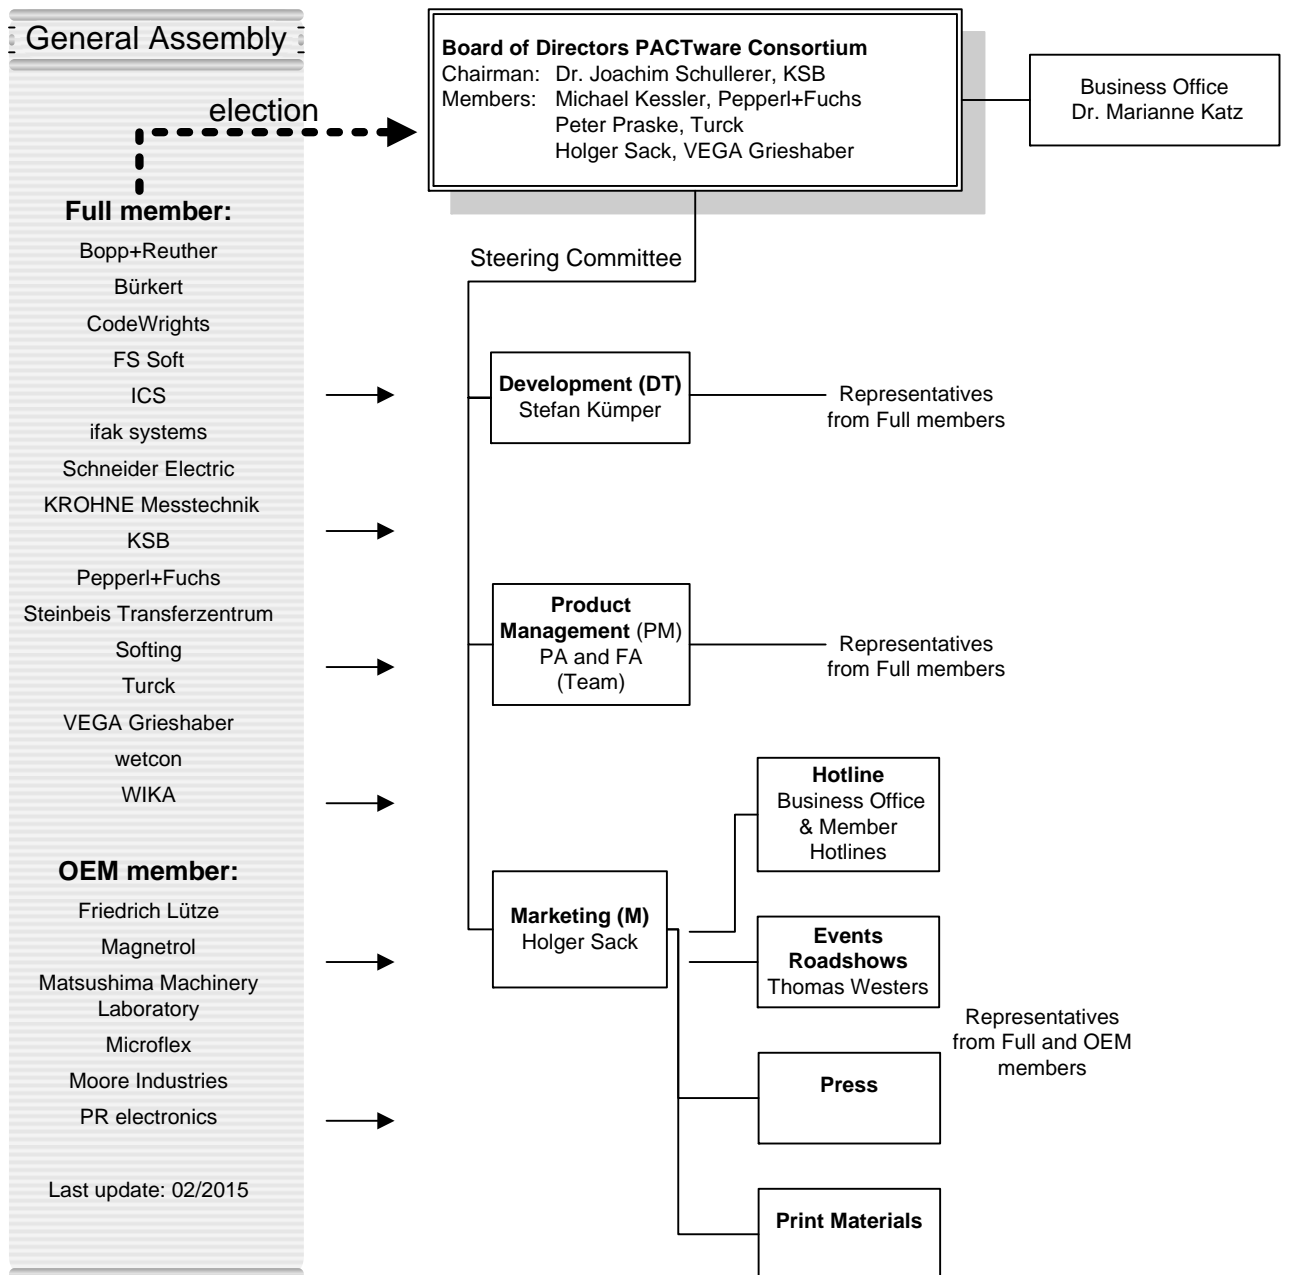 General Assembly
election
Full member:
Bopp+Reuther
Bürkert
CodeWrights
FS Soft
ICS
ifak systems
Schneider Electric
KROHNE Messtechnik
KSB
Pepperl+Fuchs
Steinbeis Transferzentrum
Softing
Turck
VEGA Grieshaber
wetcon
WIKA
OEM member:
Friedrich Lütze
Magnetrol
Matsushima Machinery
Laboratory
Microflex
Moore Industries
PR electronics
Last update: 02/2015
Board of Directors PACTware Consortium
Chairman: Dr. Joachim Schullerer, KSB
Members: Michael Kessler, Pepperl+Fuchs
Peter Praske, Turck
Holger Sack, VEGA Grieshaber
Business Office
Dr. Marianne Katz
Steering Committee
Development (DT)
Stefan Kümper
Representatives
from Full members
Product
Management (PM)
PA and FA
(Team)
Representatives
from Full members
Marketing (M)
Holger Sack
Hotline
Business Office
& Member
Hotlines
Events
Roadshows
Thomas Westers
Press
Print Materials
Representatives
from Full and OEM
members